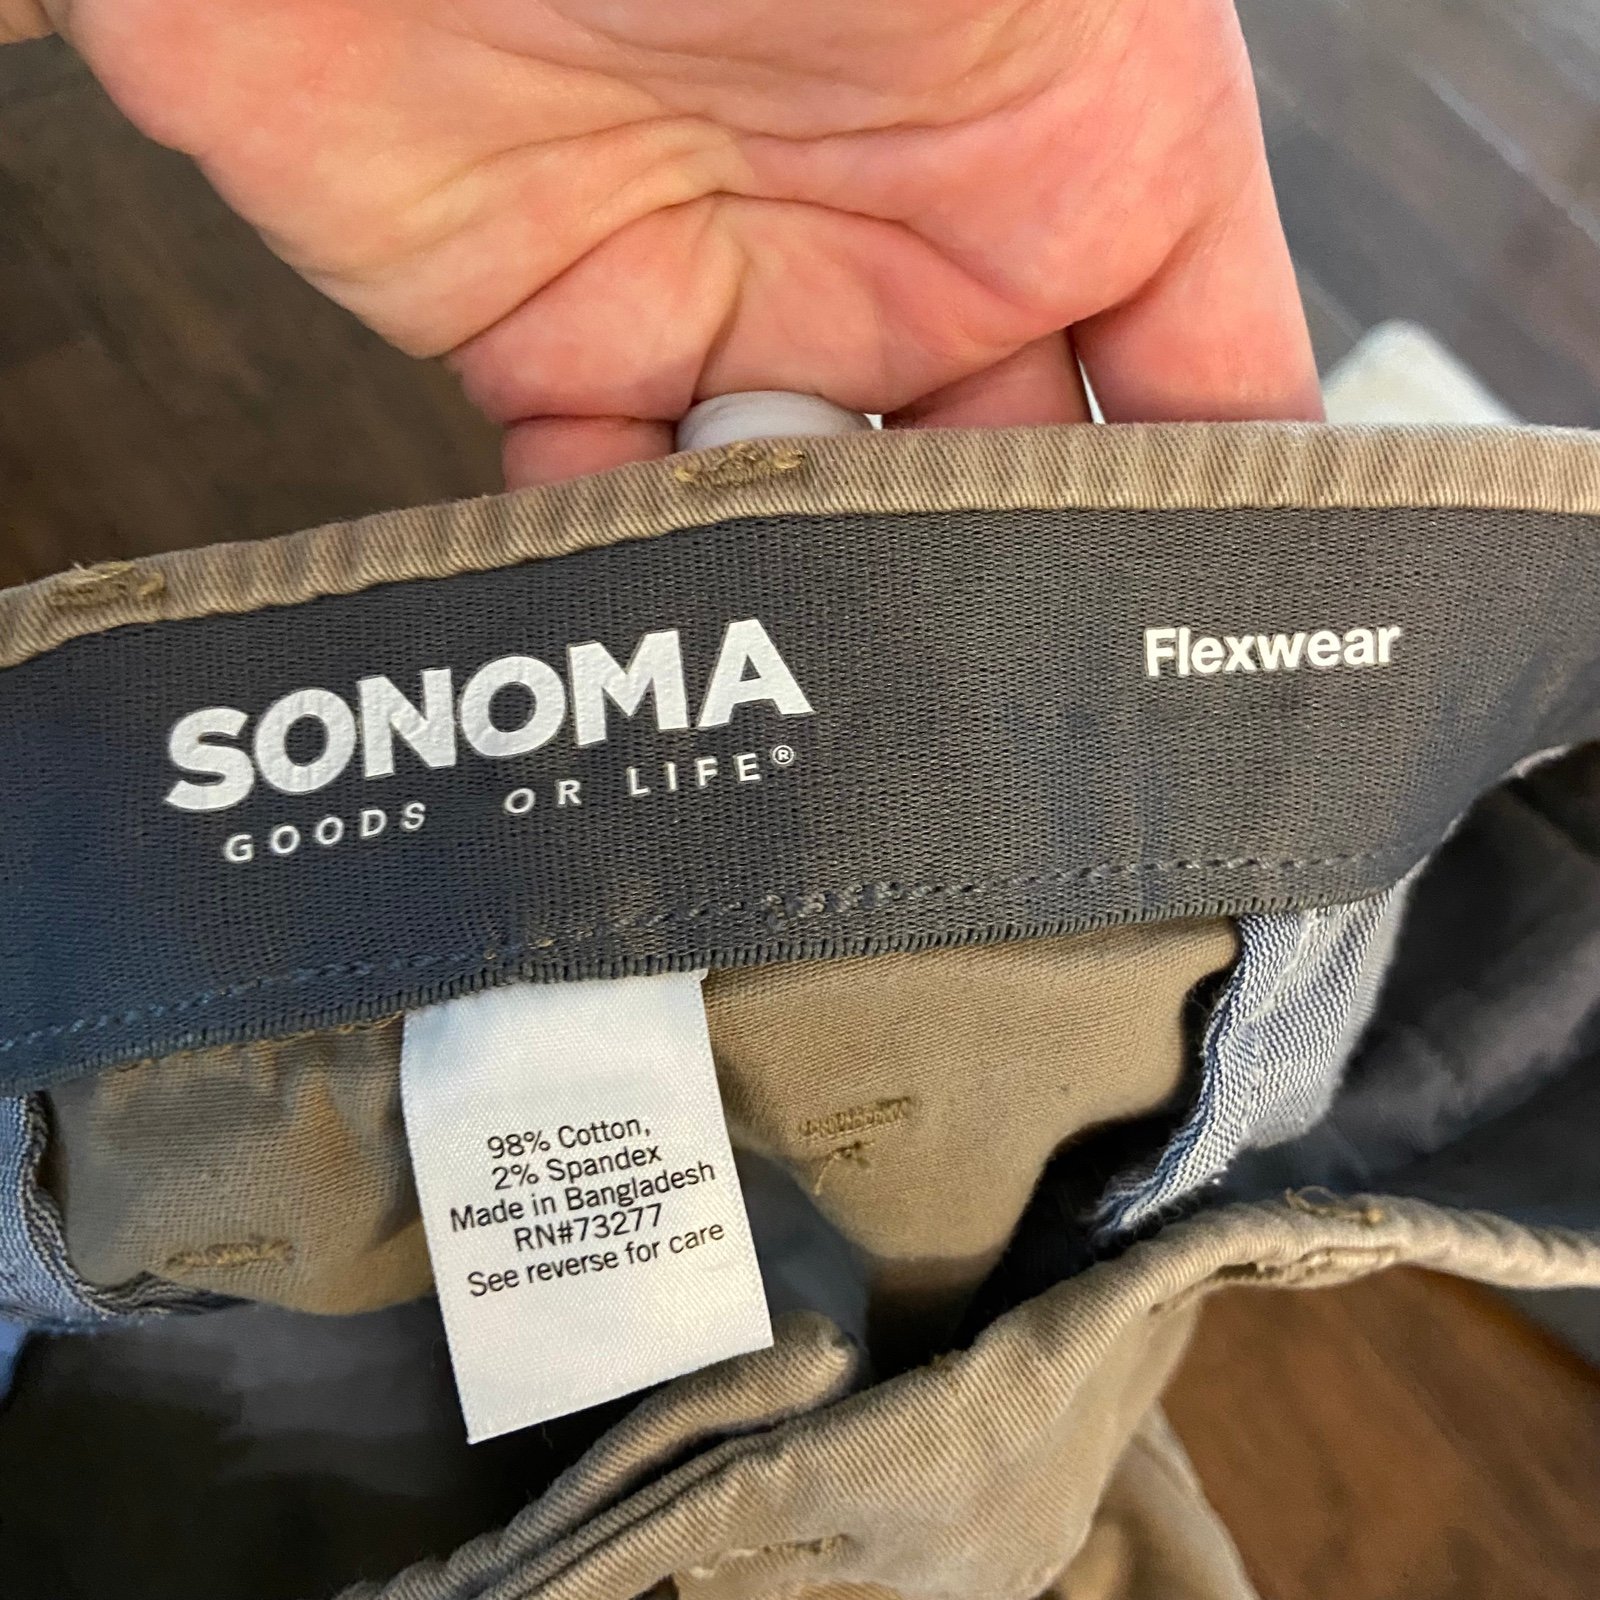 SONOMA
GOODS OR LIFE®
Flexwear
98% Cotton,
2% Spandex
Made in Bangladesh
RN#73277
See reverse for care